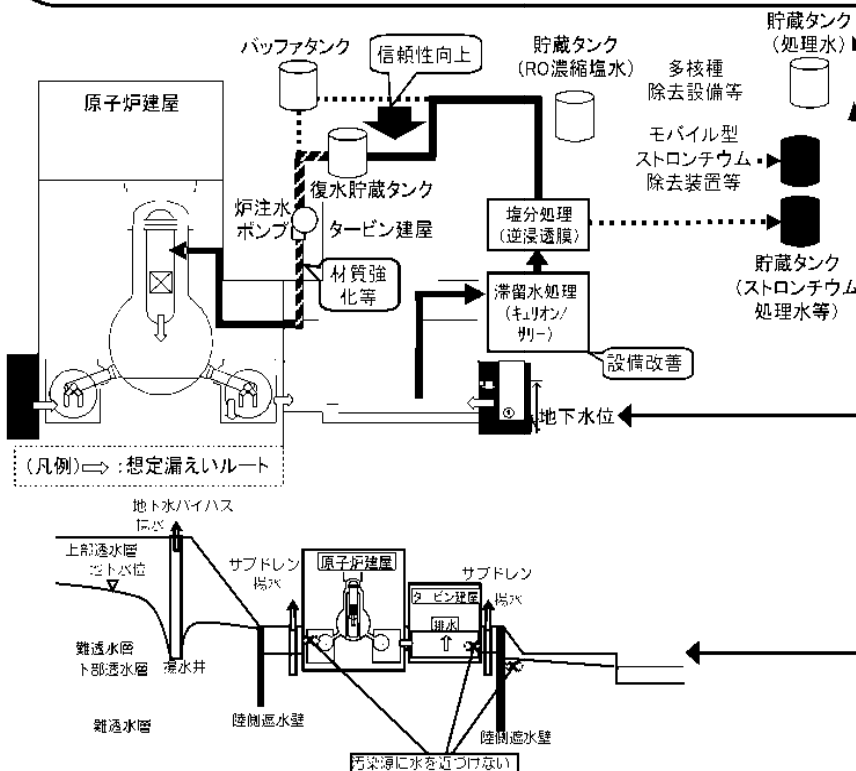 バッファタンク
信頼性向上
貯蔵タンク
(RO濃縮塩水)
貯蔵タンク
(処理水)
原子炉建屋
多核種
除去設備等
モバイル型
ストロンチウム
除去装置等
復水貯蔵タンク
炉注水
ポンプ
タービン建屋
塩分処理
(逆浸透膜)
材質強
化等
貯蔵タンク
(ストロンチウム
処理水等)
滞留水処理
(キュリオン/
サリー)
設備改善
①
地下水位
(凡例)⇨:想定漏えいルート
地下水バイパス
揚水
上部透水層
地下水位
サブドレン
揚水
原子炉建屋
サブドレン
揚水
タービン建屋
排水
難透水層
下部透水層
揚水井
難透水層
陸側遮水壁
陸側遮水壁
汚染源に水を近づけない